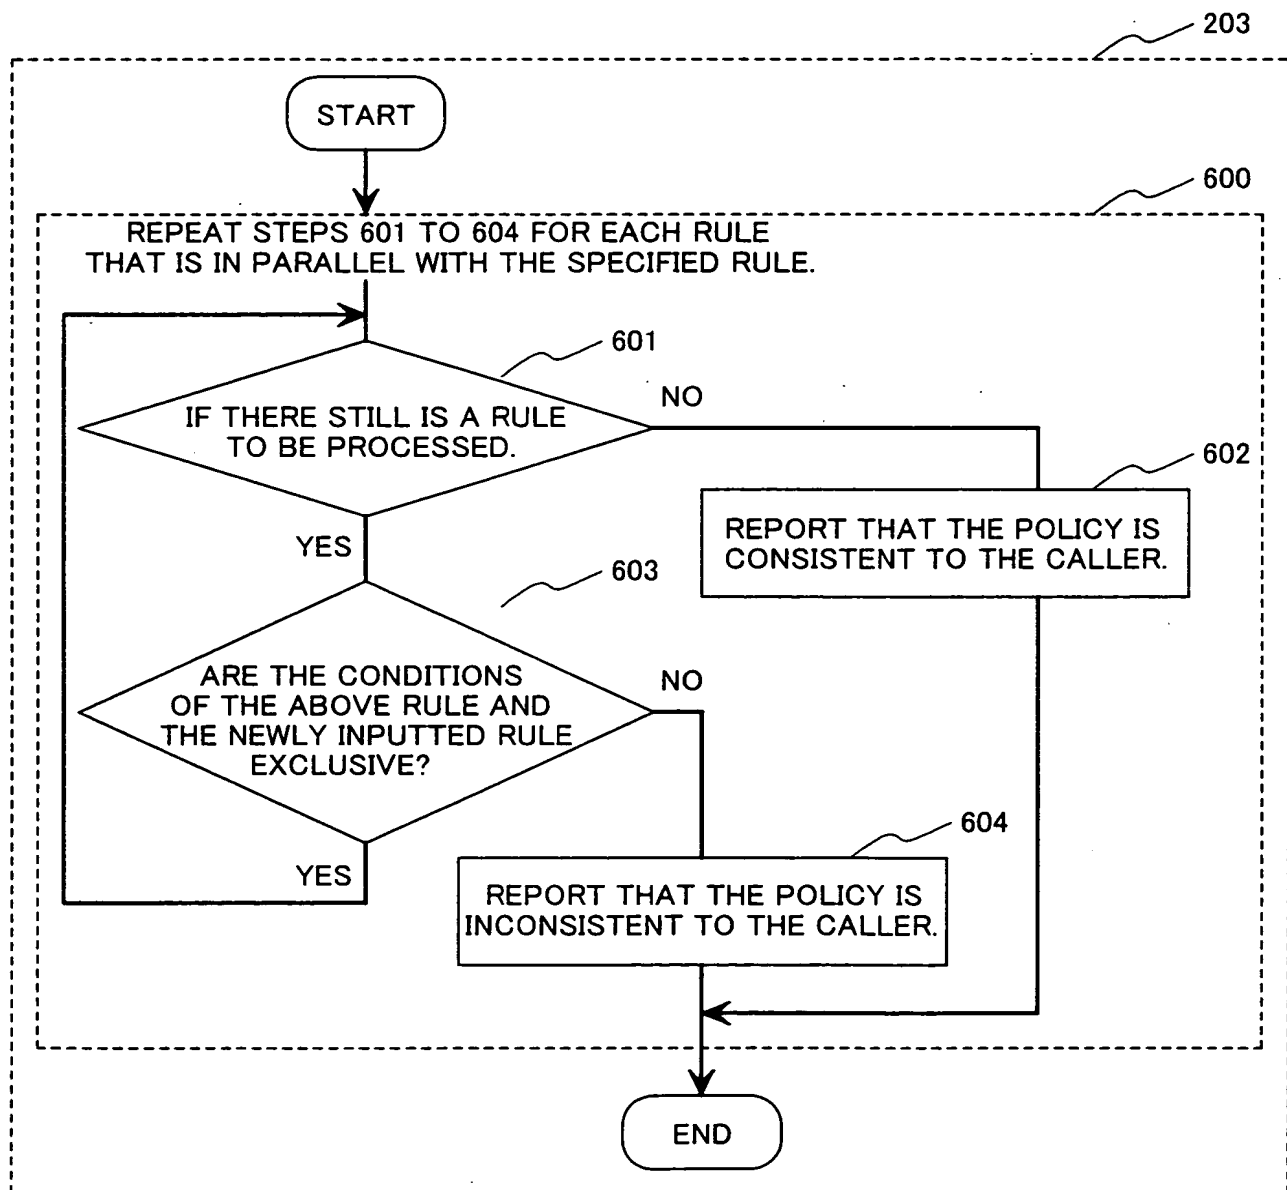 203
START
600
REPEAT STEPS 601 TO 604 FOR EACH RULE
THAT IS IN PARALLEL WITH THE SPECIFIED RULE.
601
NO
IF THERE STILL IS A RULE
TO BE PROCESSED.
602
REPORT THAT THE POLICY IS
CONSISTENT TO THE CALLER.
YES
603
ARE THE CONDITIONS
OF THE ABOVE RULE AND
THE NEWLY INPUTTED RULE
EXCLUSIVE?
NO
604
YES
REPORT THAT THE POLICY IS
INCONSISTENT TO THE CALLER.
END